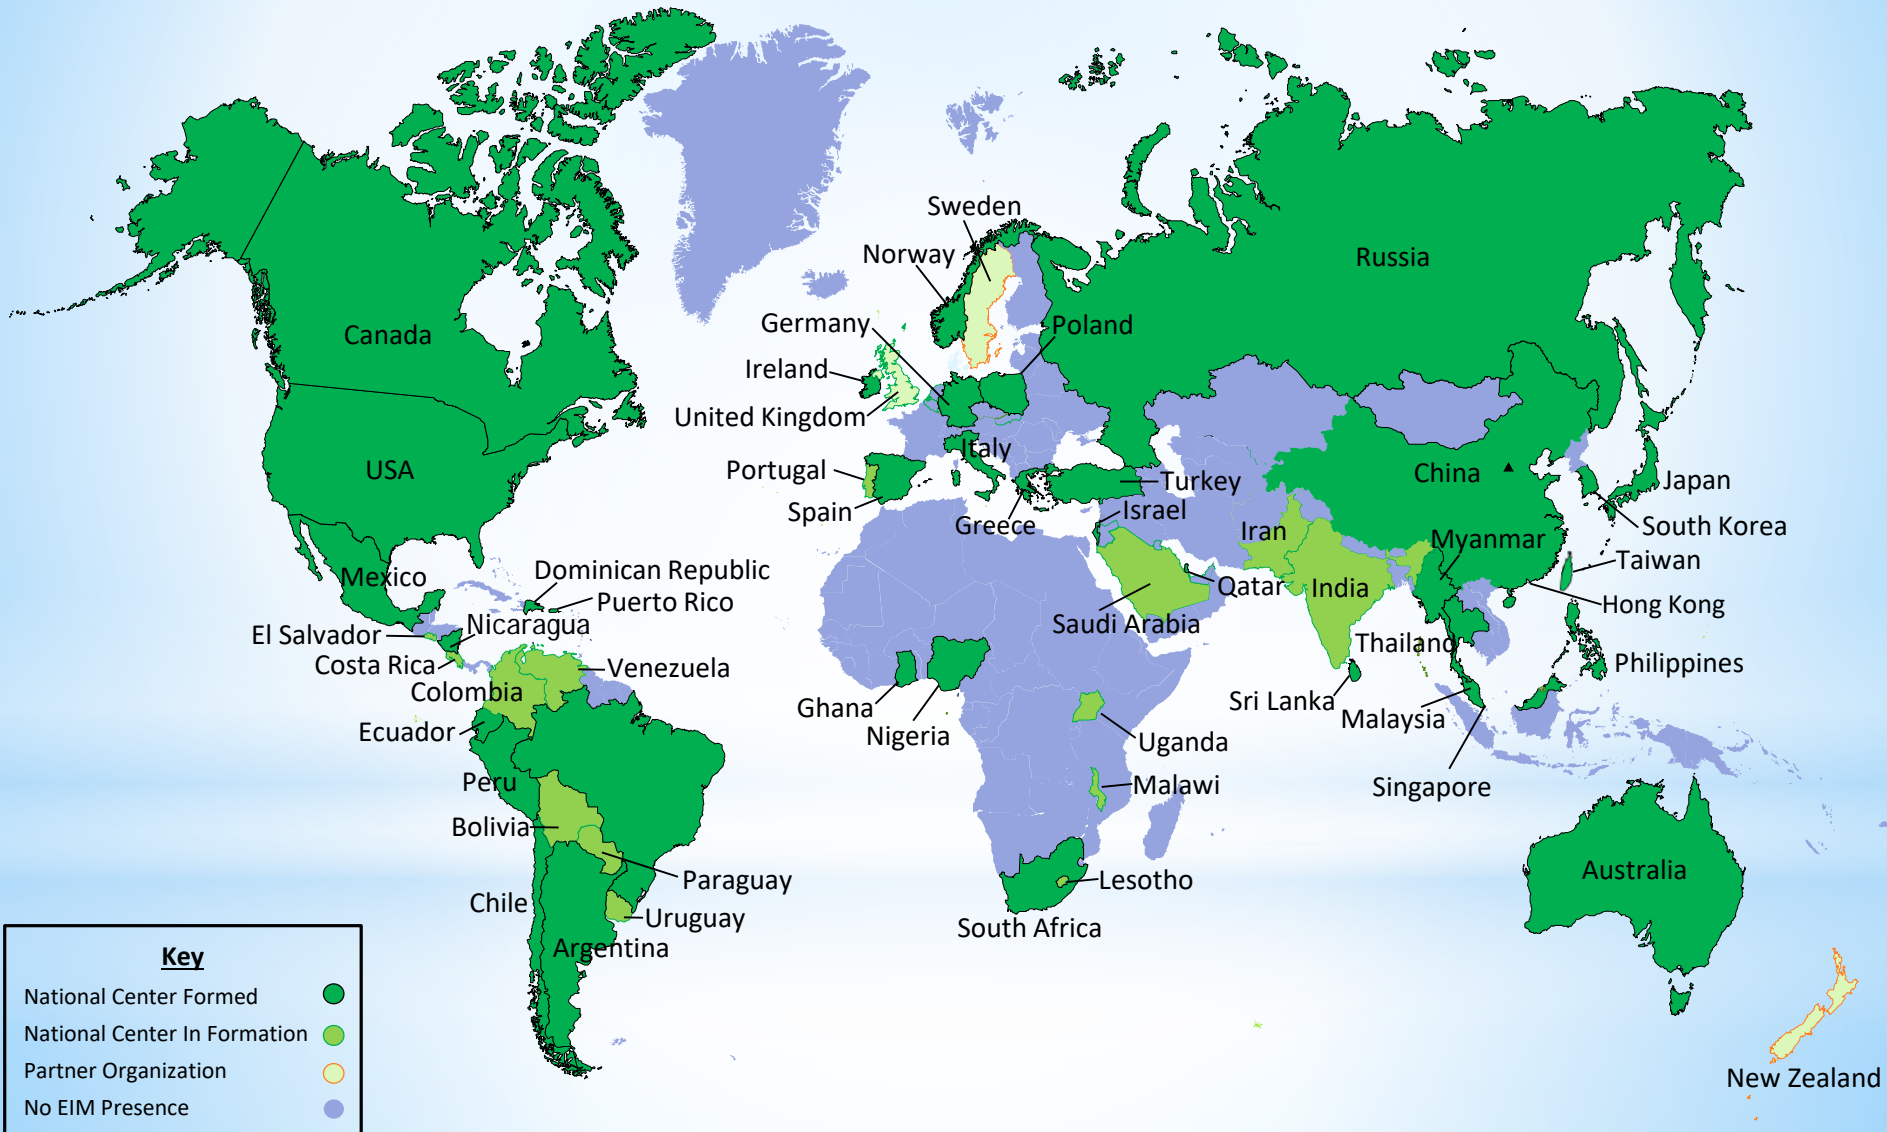 Sweden
Norway
Russia
Germany
Poland
Canada
Ireland
United Kingdom
Italy
USA
Portugal
China
Turkey
Japan
Spain
Israel
Greece
Iran
South Korea
Myanmar
Taiwan
Mexico
Dominican Republic
Qatar
India
Puerto Rico
Hong Kong
El Salvador
Nicaragua
Saudi Arabia
Thailand
Costa Rica
Venezuela
Philippines
Colombia
Sri Lanka
Ghana
Malaysia
Ecuador
Nigeria
Uganda
Peru
Malawi
Singapore
Bolivia
Australia
Paraguay
Lesotho
Chile
Uruguay
South Africa
Argentina
Key
National Center Formed
National Center In Formation
Partner Organization
No EIM Presence
New Zealand